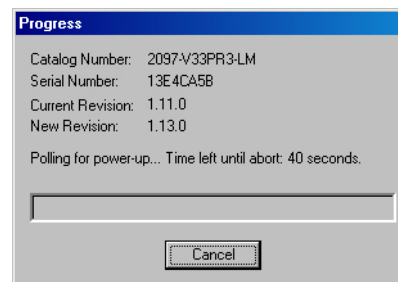 Progress
Catalog Number: 2097-V33PR3-LM
Serial Number: 13E4CA5B
Current Revision: 1.11.0
New Revision: 1.13.0
Polling for power-up... Time left until abort: 40 seconds.
Cancel